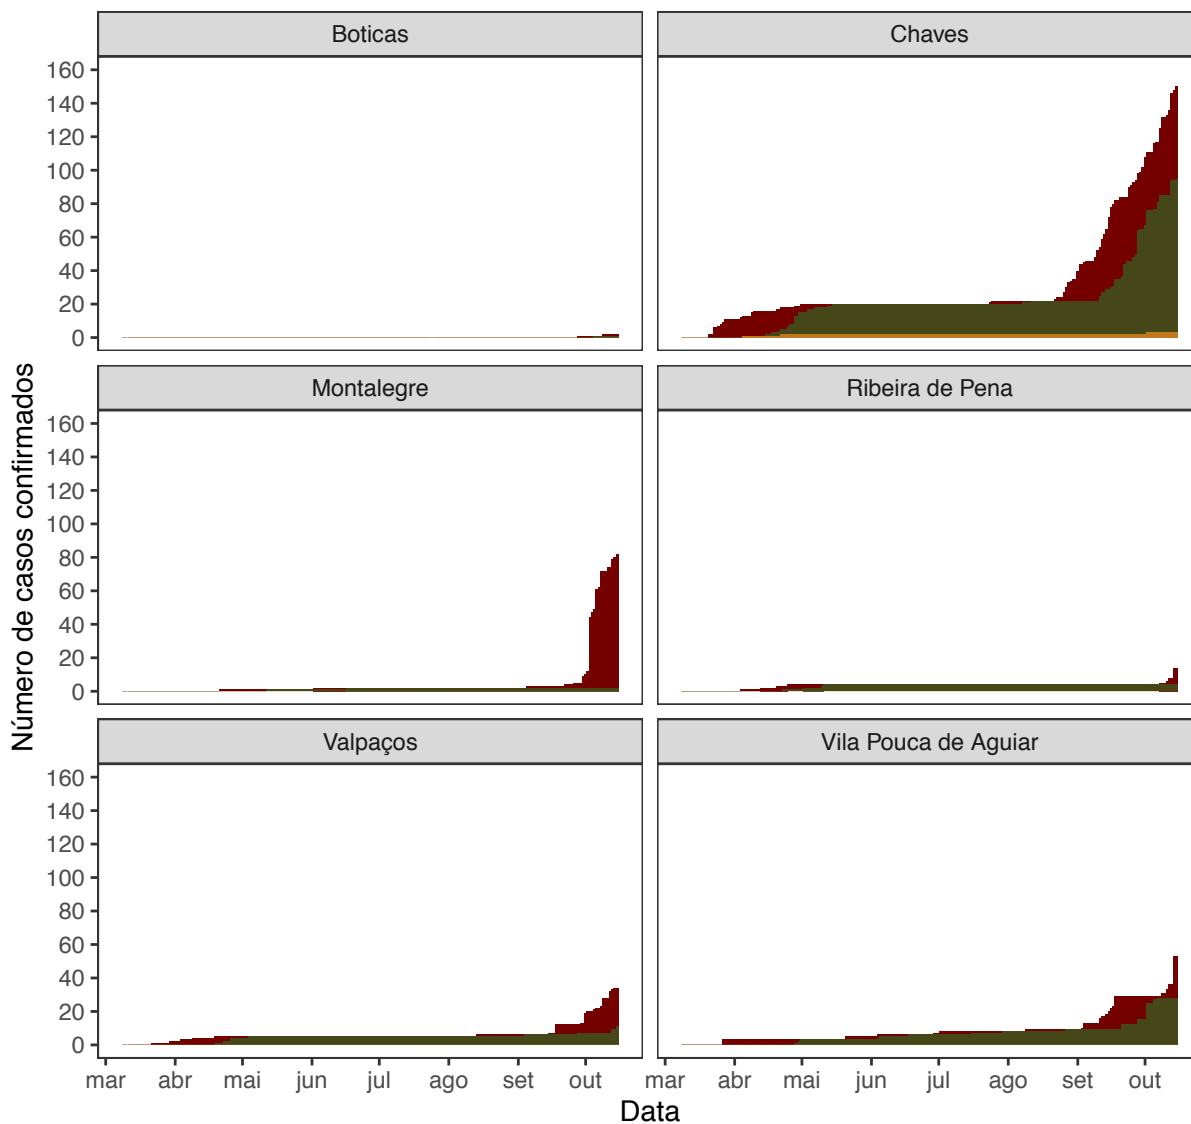 Boticas
Chaves
160
140
120
100
80
60
40
20
0
Montalegre
Ribeira de Pena
160
140
120
100
80
60
40
20
0
Número de casos confirmados
Valpaços
Vila Pouca de Aguiar
160
140
120
100
80
60
40
20
0
mar abr mai jun jul ago set out
mar abr mai jun jul ago set out
Data